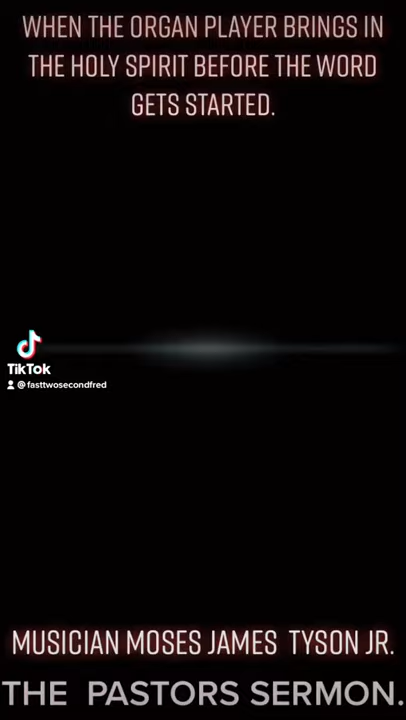 WHEN THE ORGAN PLAYER BRINGS IN
THE HOLY SPIRIT BEFORE THE WORD
GETS STARTED.
TikTok
@fasttwosecondfred
MUSICIAN MOSES JAMES TYSON JR.
THE PASTORS SERMON.